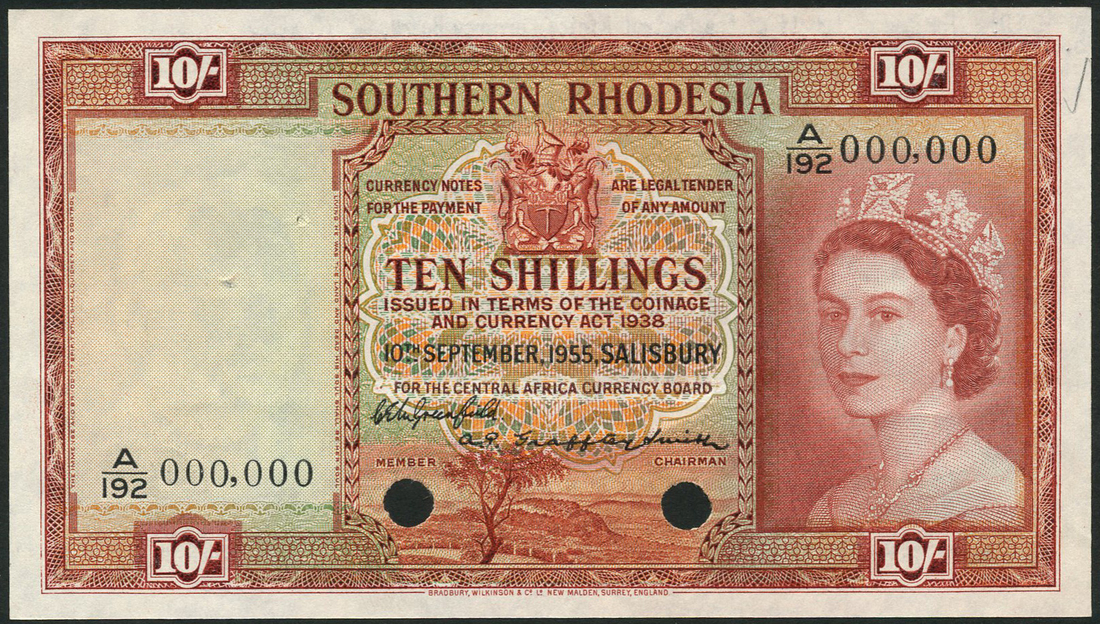 10/-
10/-
SOUTHERN RHODESIA
A/192 000,000
CURRENCY NOTES ARE LEGAL TENDER
FOR THE PAYMENT OF ANY AMOUNT
TEN SHILLINGS
ISSUED IN TERMS OF THE COINAGE
AND CURRENCY ACT 1938
10TH SEPTEMBER, 1955, SALISBURY
FOR THE CENTRAL AFRICA CURRENCY BOARD
A/192 000,000
MEMBER
CHAIRMAN
10/-
10/-
BRADBURY, WILKINSON & Co. Ld. NEW MALDEN, SURREY, ENGLAND.